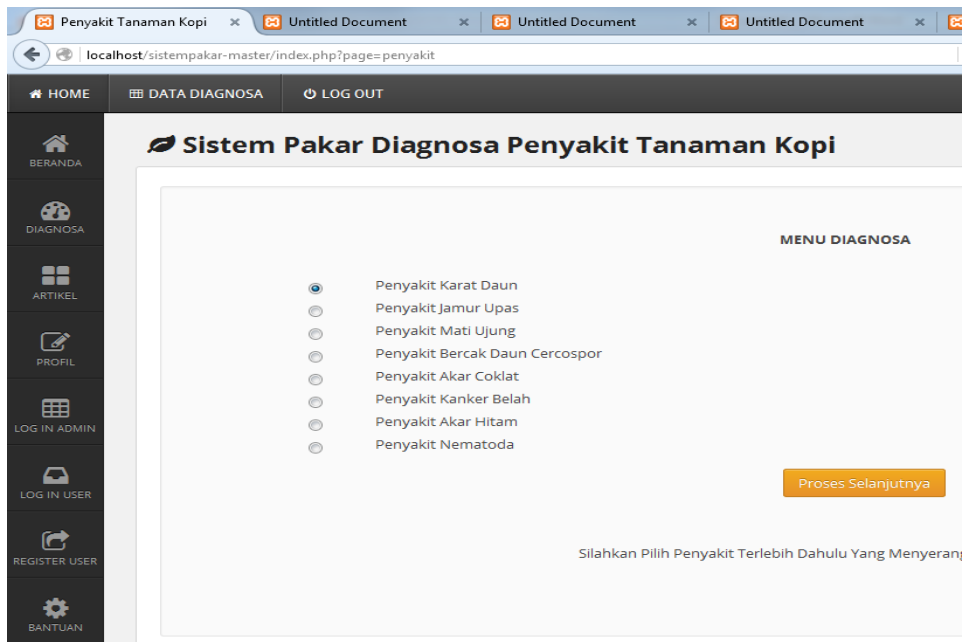 Penyakit Tanaman Kopi
Untitled Document
Untitled Document
Untitled Document
localhost/sistempakar-master/index.php?page=penyakit
HOME DATA DIAGNOSA LOG OUT
BERANDA
DIAGNOSA
ARTIKEL
PROFIL
LOG IN ADMIN
LOG IN USER
REGISTER USER
BANTUAN
Sistem Pakar Diagnosa Penyakit Tanaman Kopi
MENU DIAGNOSA
Penyakit Karat Daun
Penyakit Jamur Upas
Penyakit Mati Ujung
Penyakit Bercak Daun Cercospor
Penyakit Akar Coklat
Penyakit Kanker Belah
Penyakit Akar Hitam
Penyakit Nematoda
Proses Selanjutnya
Silahkan Pilih Penyakit Terlebih Dahulu Yang Menyerang